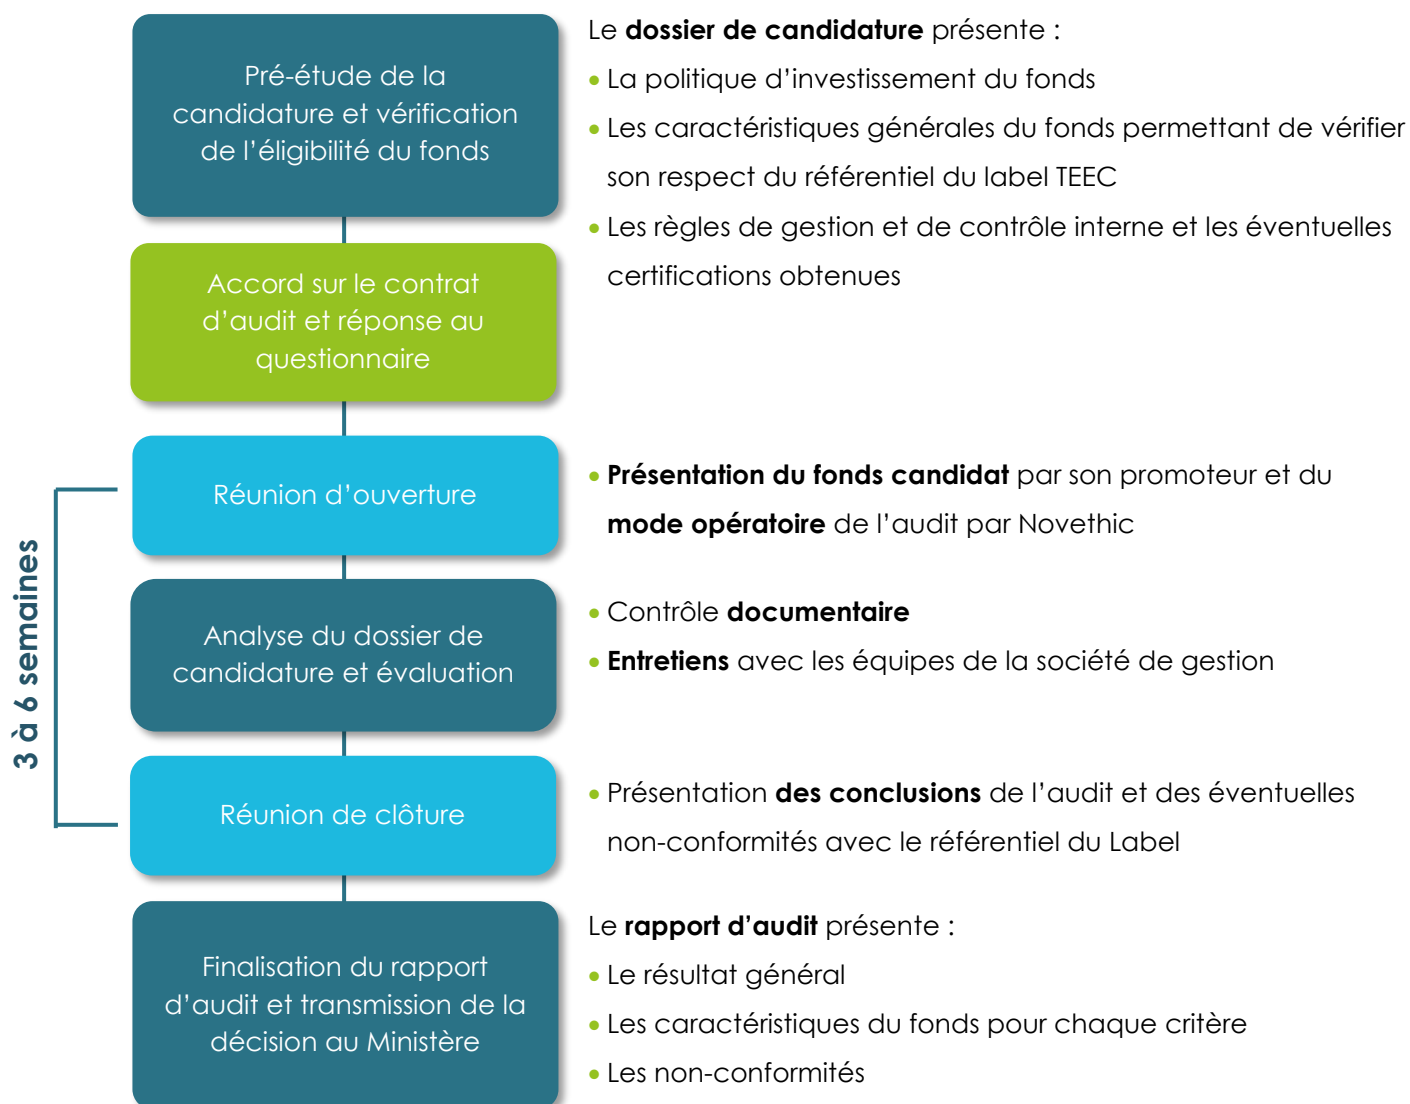 Pré-étude de la
candidature et vérification
de l’éligibilité du fonds
Le dossier de candidature présente :
• La politique d’investissement du fonds
• Les caractéristiques générales du fonds permettant de vérifier
son respect du référentiel du label TEEC
• Les règles de gestion et de contrôle interne et les éventuelles
certifications obtenues
Accord sur le contrat
d’audit et réponse au
questionnaire
3 à 6 semaines
Réunion d’ouverture
• Présentation du fonds candidat par son promoteur et du
mode opératoire de l’audit par Novethic
Analyse du dossier de
candidature et évaluation
• Contrôle documentaire
• Entretiens avec les équipes de la société de gestion
Réunion de clôture
• Présentation des conclusions de l’audit et des éventuelles
non-conformités avec le référentiel du Label
Finalisation du rapport
d’audit et transmission de la
décision au Ministère
Le rapport d’audit présente :
• Le résultat général
• Les caractéristiques du fonds pour chaque critère
• Les non-conformités